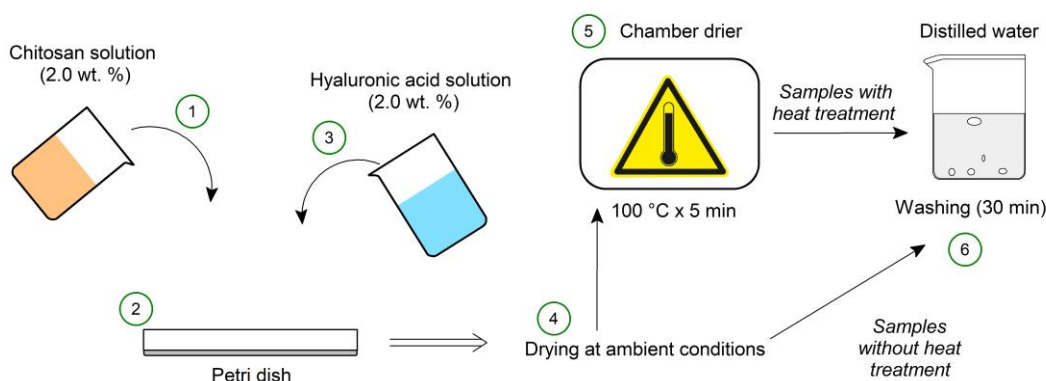 Chitosan solution
(2.0 wt. %)
1
Hyaluronic acid solution
(2.0 wt. %)
3
2
Petri dish
4
Drying at ambient conditions
5
Chamber drier
100 °C x 5 min
Samples with
heat treatment
Distilled water
Washing (30 min)
6
Samples
without heat
treatment